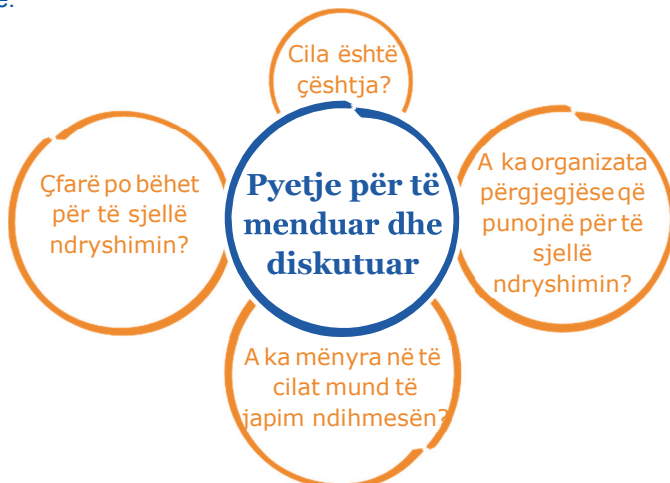 e.
Cila është
çështja?
Çfarë po bëhet
për të sjellë
ndryshimin?
Pyetje për të
menduar dhe
diskutuar
A ka organizata
përgjegjëse që
punojnë për të
sjellë
ndryshimin?
A ka mënyra në të
cilat mund të
japim ndihmesën?